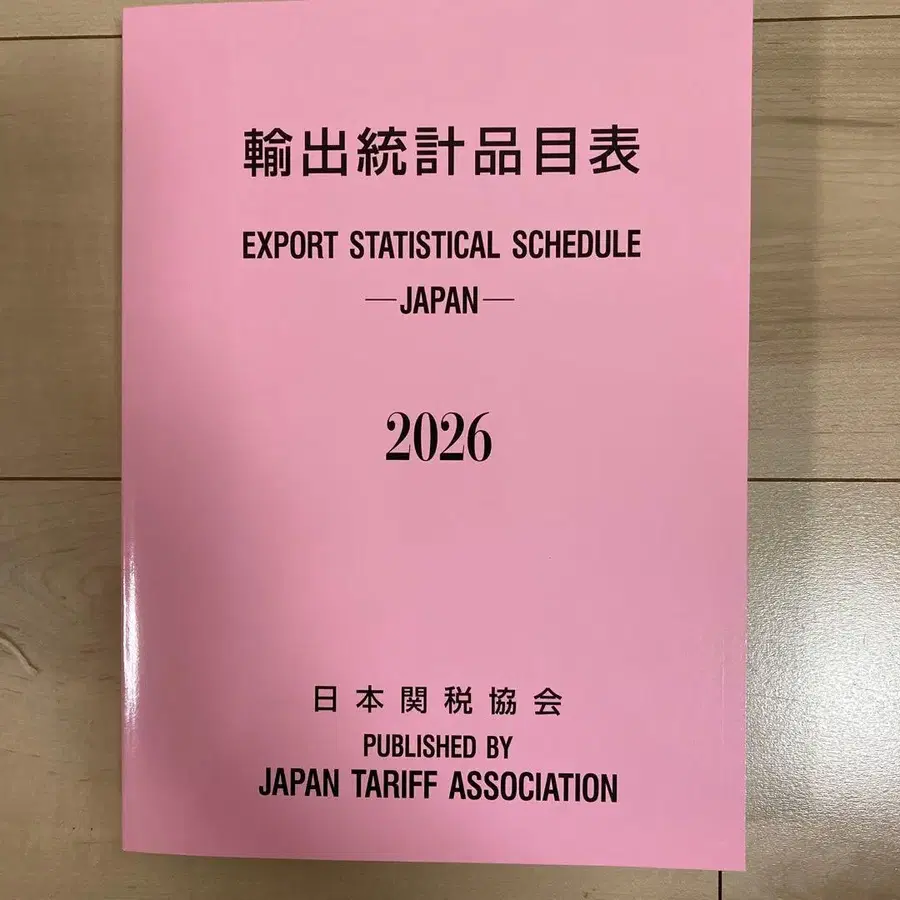 輸出統計品目表
EXPORT STATISTICAL SCHEDULE
—JAPAN—
2026
日本関税協会
PUBLISHED BY
JAPAN TARIFF ASSOCIATION